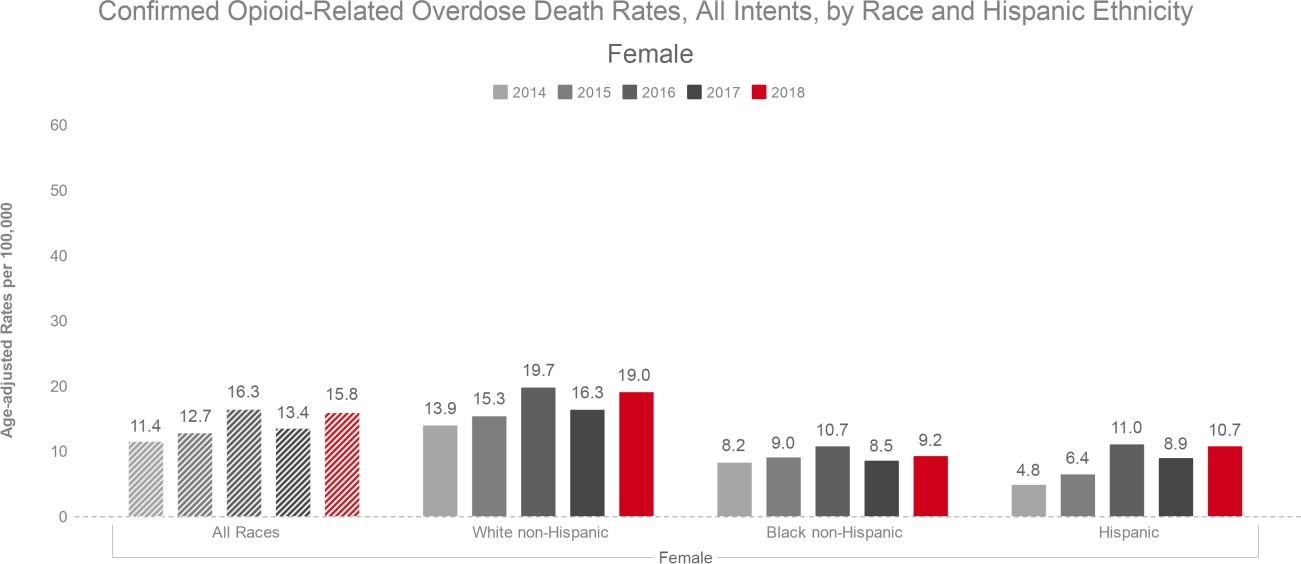 Confirmed Opioid-Related Overdose Death Rates, All Intents, by Race and Hispanic Ethnicity
Female
2014 2015 2016 2017 2018
Age-adjusted Rates per 100,000
60
50
40
30
20
10
0
11.4 12.7 16.3 13.4 15.8
13.9 15.3 19.7 16.3 19.0
8.2 9.0 10.7 8.5 9.2
4.8 6.4 11.0 8.9 10.7
All Races White non-Hispanic Black non-Hispanic Hispanic
Female